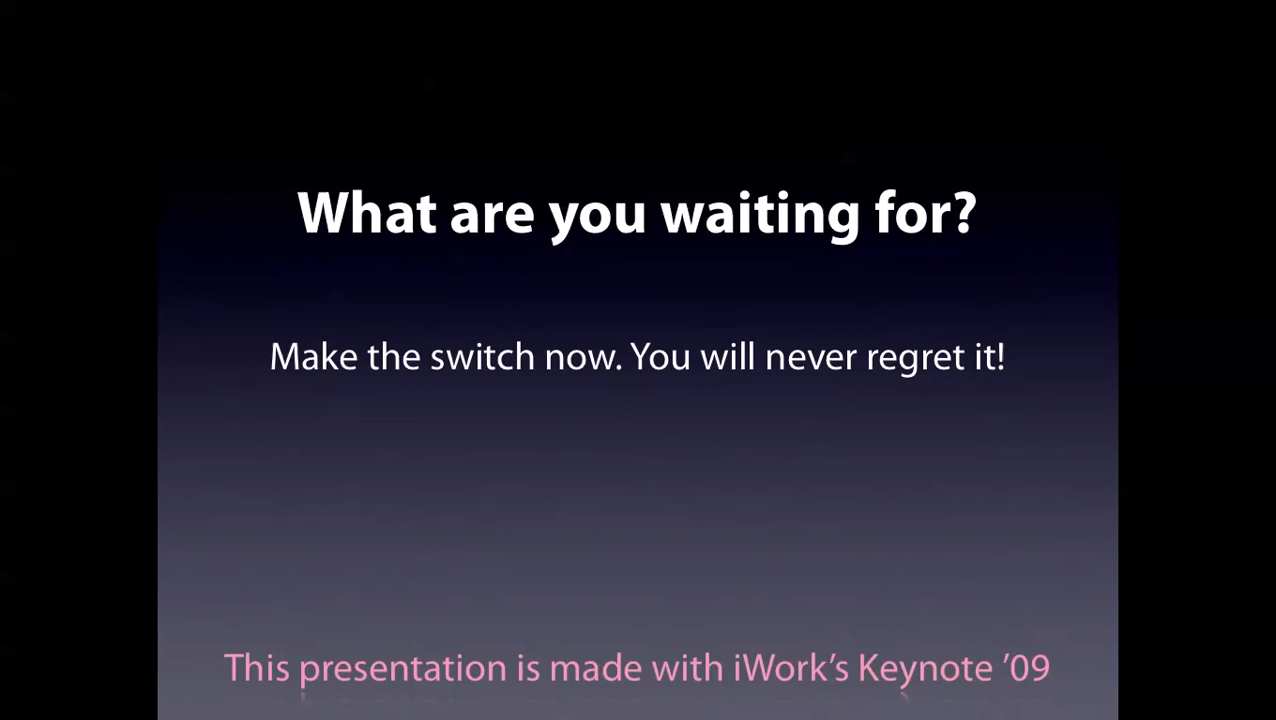 What are you waiting for?
Make the switch now. You will never regret it!
This presentation is made with iWork’s Keynote ’09